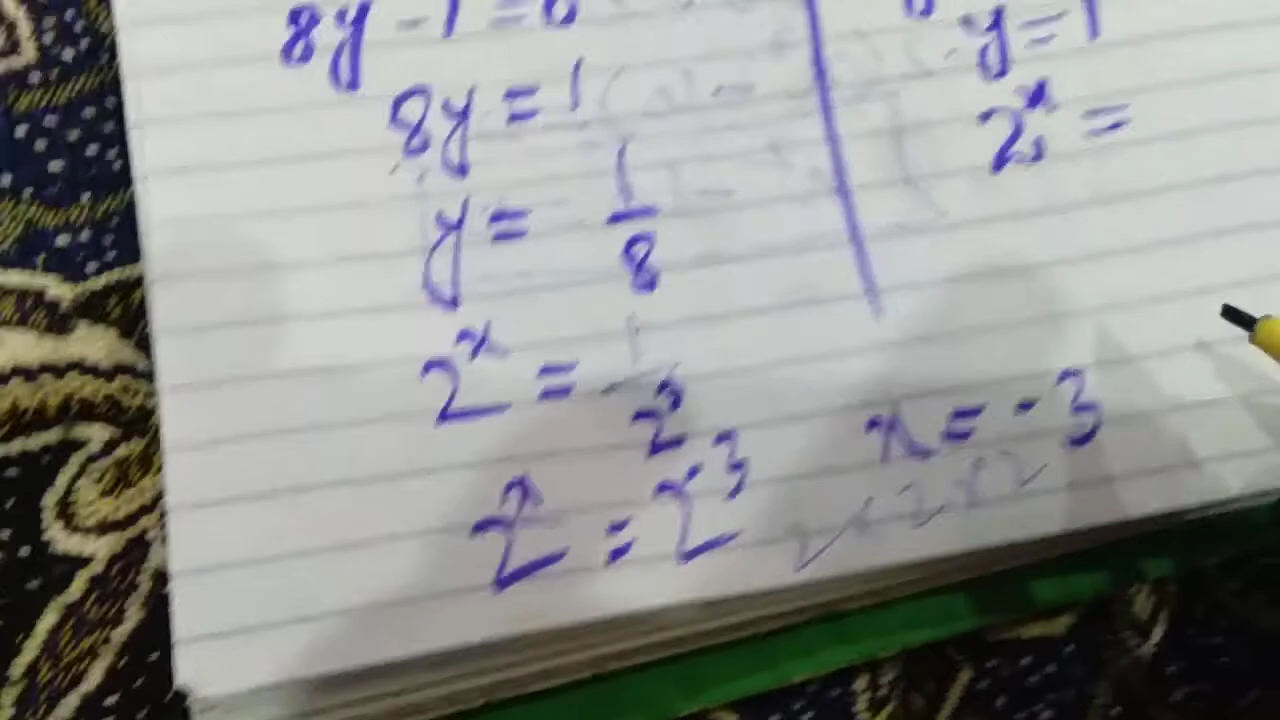 8y - 1 = 0
8y = 1
y = 1/8
2^x = 1/2^3
2^x = 2^-3
x = -3
y = 1
2^x =